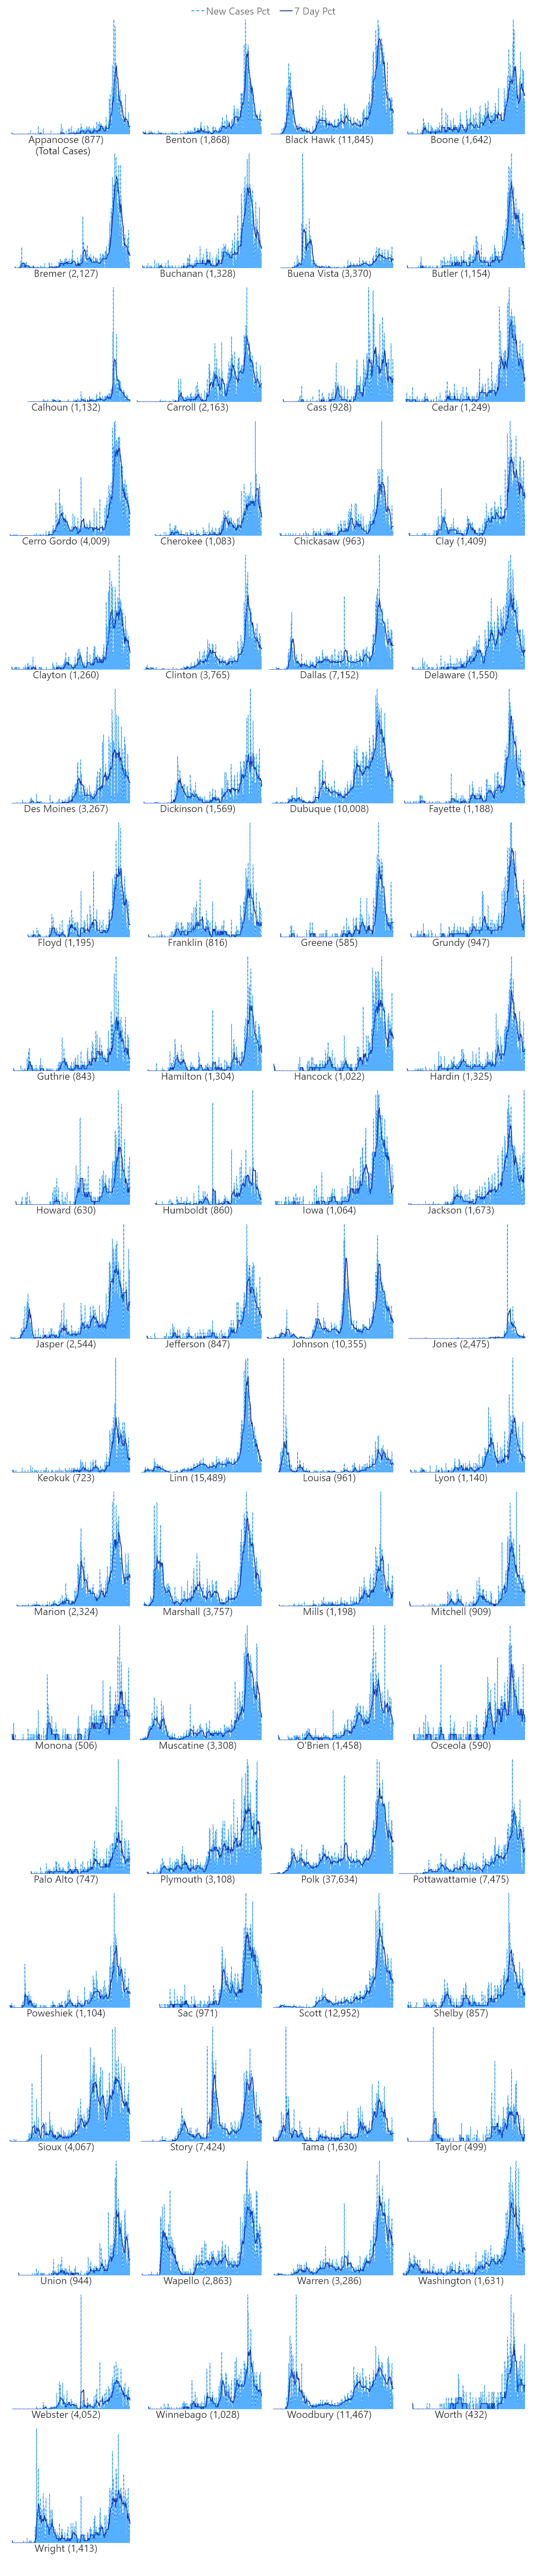 New Cases Pct 7 Day Pct
Appanoose (877) Benton (1,868) Black Hawk (11,845) Boone (1,642)
(Total Cases)
Bremer (2,127) Buchanan (1,328) Buena Vista (3,370) Butler (1,154)
Calhoun (1,132) Carroll (2,163) Cass (928) Cedar (1,249)
Cerro Gordo (4,009) Cherokee (1,083) Chickasaw (963) Clay (1,409)
Clayton (1,260) Clinton (3,765) Dallas (7,152) Delaware (1,550)
Des Moines (3,267) Dickinson (1,569) Dubuque (10,008) Fayette (1,188)
Floyd (1,195) Franklin (816) Greene (585) Grundy (947)
Guthrie (843) Hamilton (1,304) Hancock (1,022) Hardin (1,325)
Howard (630) Humboldt (860) Iowa (1,064) Jackson (1,673)
Jasper (2,544) Jefferson (847) Johnson (10,355) Jones (2,475)
Keokuk (723) Linn (15,489) Louisa (961) Lyon (1,140)
Marion (2,324) Marshall (3,757) Mills (1,198) Mitchell (909)
Monona (506) Muscatine (3,308) O'Brien (1,458) Osceola (590)
Palo Alto (747) Plymouth (3,108) Polk (37,634) Pottawattamie (7,475)
Poweshiek (1,104) Sac (971) Scott (12,952) Shelby (857)
Sioux (4,067) Story (7,424) Tama (1,630) Taylor (499)
Union (944) Wapello (2,863) Warren (3,286) Washington (1,631)
Webster (4,052) Winnebago (1,028) Woodbury (11,467) Worth (432)
Wright (1,413)